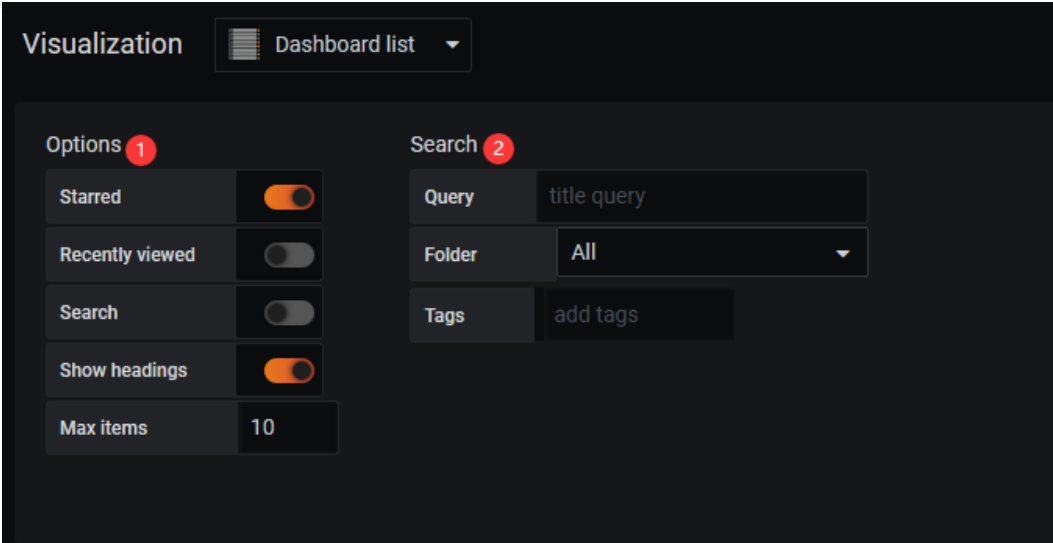 Visualization Dashboard list
Options 1
Starred
Recently viewed
Search
Show headings
Max items 10
Search 2
Query title query
Folder All
Tags add tags